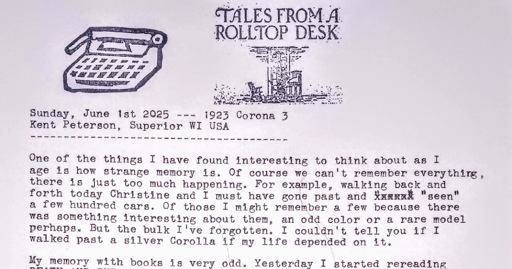 TALES FROM A
ROLLTOP DESK
Sunday, June 1st 2025 --- 1923 Corona 3
Kent Peterson, Superior WI USA
----------------------------------------
One of the things I have found interesting to think about as I
age is how strange memory is. Of course we can't remember everything,
there is just too much happening. For example, walking back and
forth today Christine and I must have gone past and "seen"
a few hundred cars. Of those I might remember a few because there
was something interesting about them, an odd color or a rare model
perhaps. But the bulk I've forgotten. I couldn't tell you if I
walked past a silver Corolla if my life depended on it.
My memory with books is very odd. Yesterday I started rereading